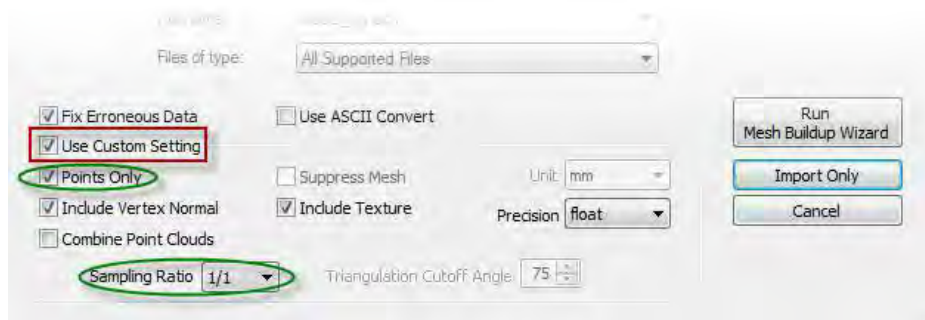 Files of type: All Supported Files
Fix Erroneous Data Use ASCII Convert
Run
Mesh Buildup Wizard
Use Custom Setting
Points Only Suppress Mesh Unit mm Import Only
Include Vertex Normal Include Texture Precision float Cancel
Combine Point Clouds
Sampling Ratio 1/1 Triangulation Cutoff Angle 75